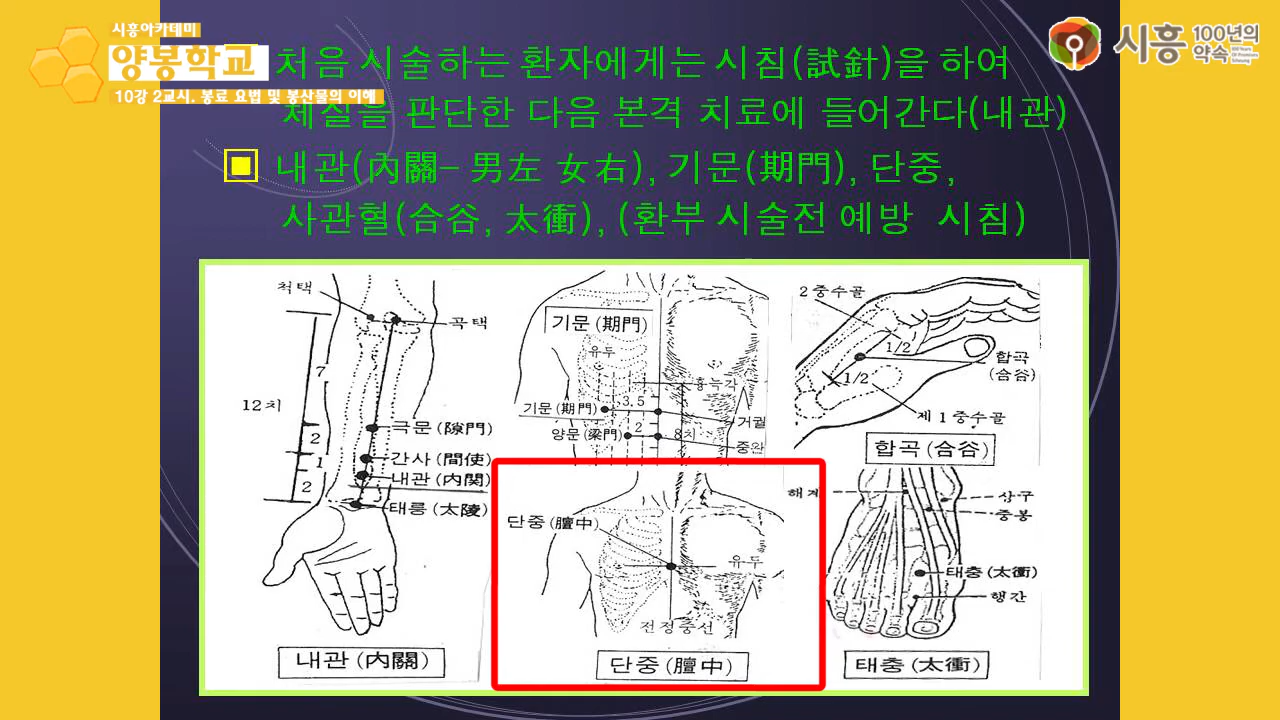 시흥아카데미
양봉학교
10강 2교시. 봉료 요법 및 봉산물의 이해
시흥 100년의 약속
처음 시술하는 환자에게는 시침(試針)을 하여
체질을 판단한 다음 본격 치료에 들어간다(내관)
내관(內關– 男左 女右), 기문(期門), 단중,
사관혈(合谷, 太衝), (환부 시술전 예방 시침)
척택
곡택
12치
7
2
1
2
극문(隙門)
간사(間使)
내관(内関)
태릉(太陵)
내관(内關)
기문(期門)
유두
흉늑각
3.5
기문(期門)
거궐
2
양문(梁門)
8치
중완
2중수골
1/2
합곡
(合谷)
1/2
제1중수골
합곡(合谷)
단중(膻中)
유두
전정중선
단중(膻中)
해계
상구
중봉
태충(太衝)
행간
태충(太衝)